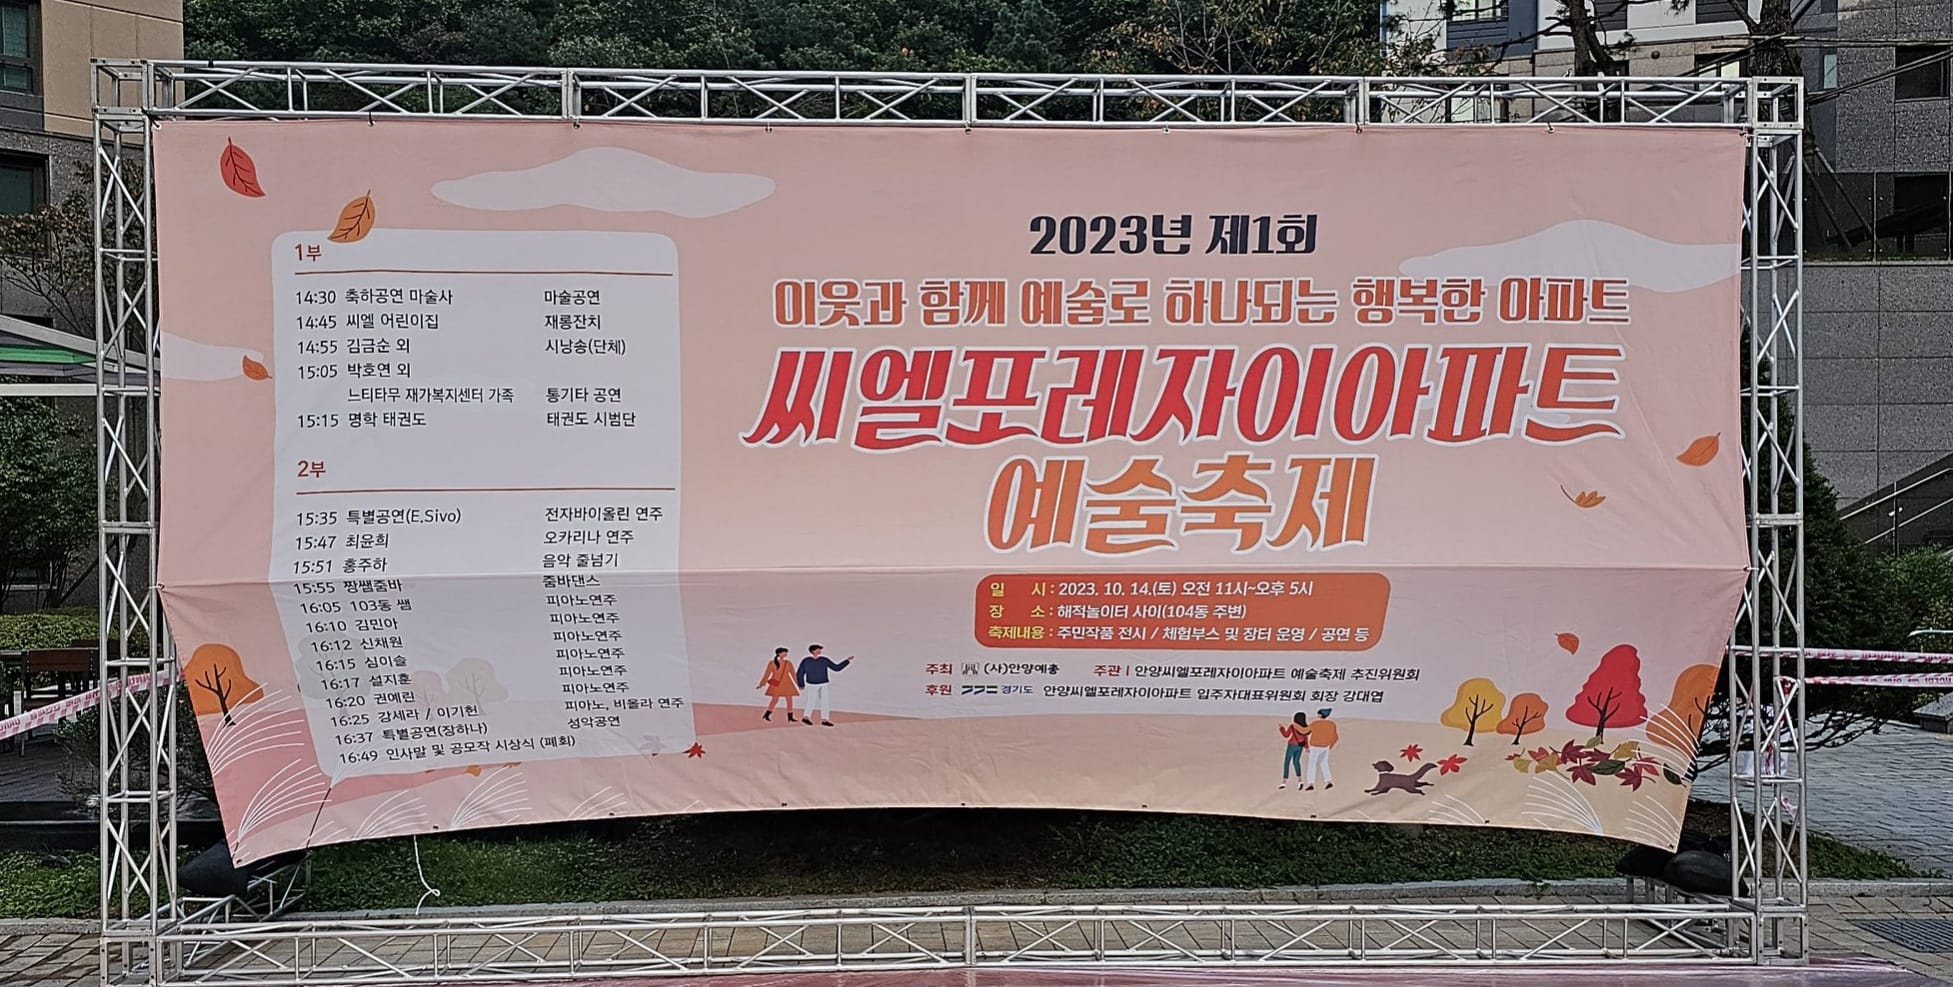 2023년 제1회
이웃과 함께 예술로 하나되는 행복한 아파트
씨엘포레자이아파트
예술축제
일 시 : 2023. 10. 14.(토) 오전 11시~오후 5시
장 소 : 해적놀이터 사이(104동 주변)
축제내용 : 주민작품 전시 / 체험부스 및 장터 운영 / 공연 등
주최 (사)안양예총 주관 | 안양씨엘포레자이아파트 예술축제 추진위원회
후원 경기도 안양씨엘포레자이아파트 입주자대표위원회 회장 강대엽
1부
14:30 축하공연 마술사 마술공연
14:45 씨엘 어린이집 재롱잔치
14:55 김금순 외 시낭송(단체)
15:05 박호연 외
느티타무 재가복지센터 가족 통기타 공연
15:15 명학 태권도 태권도 시범단
2부
15:35 특별공연(E.Sivo) 전자바이올린 연주
15:47 최윤희 오카리나 연주
15:51 홍주하 음악 줄넘기
15:55 짱쌤줌바 줌바댄스
16:05 103동 쌤 피아노연주
16:10 김민아 피아노연주
16:12 신채원 피아노연주
16:15 심이슬 피아노연주
16:17 설지훈 피아노연주
16:20 권예린 피아노연주
16:25 강세라 / 이기헌 피아노, 비올라 연주
16:37 특별공연(장하나) 성악공연
16:49 인사말 및 공모작 시상식 (폐회)